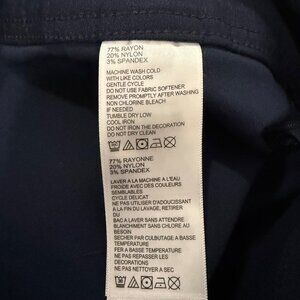 77% RAYON
20% NYLON
3% SPANDEX
MACHINE WASH COLD
WITH LIKE COLORS
GENTLE CYCLE
DO NOT USE FABRIC SOFTENER
REMOVE PROMPTLY AFTER WASHING
NON CHLORINE BLEACH
IF NEEDED
TUMBLE DRY LOW
COOL IRON
DO NOT IRON THE DECORATION
DO NOT DRY CLEAN
77% RAYONNE
20% NYLON
3% SPANDEX
LAVER A LA MACHINE A L'EAU
FROIDE AVEC DES COULEURS
SEMBLABLES
CYCLE DELICAT
NE PAS UTILISER D'ADOUCISSANT
A LA FIN DU LAVAGE, RETIREZ
DU
BAC A LAVER SANS ATTENDRE
BLANCHIMENT SANS CHLORE AU
BESOIN
SECHER PAR CULBUTAGE A BASSE
TEMPERATURE
FER A BASSE TEMPERATURE
NE PAS REPASSER LES
DECORATIONS
NE PAS NETTOYER A SEC